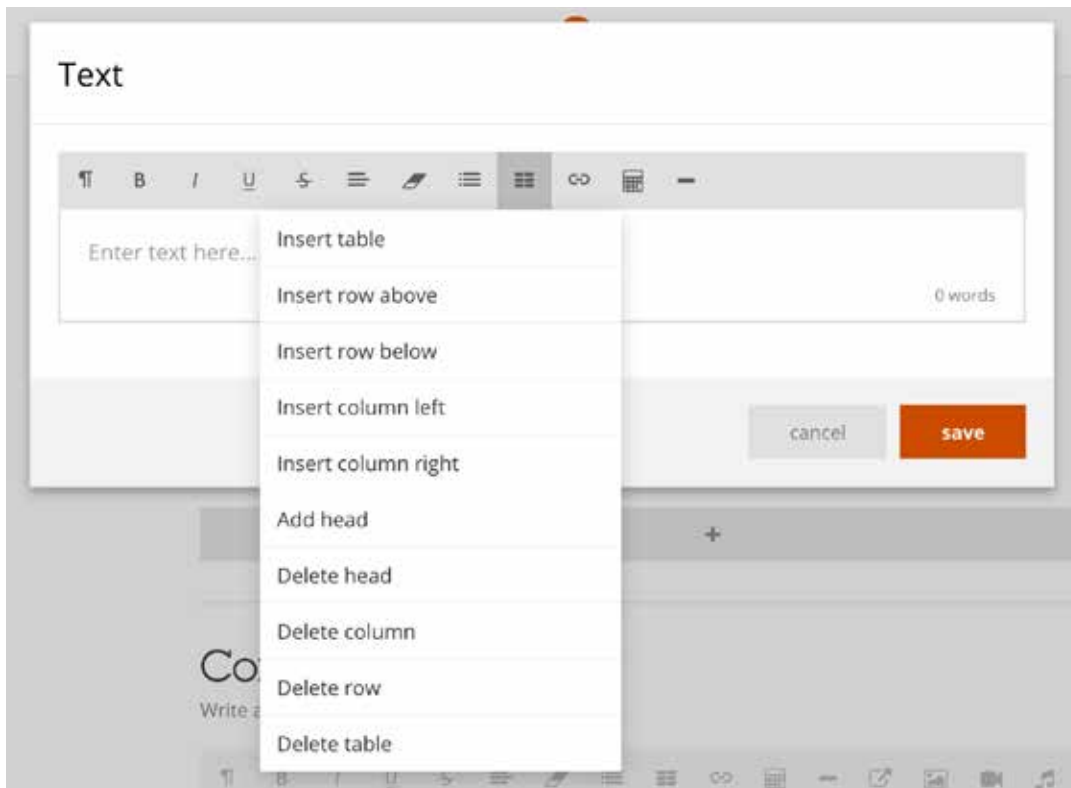 Text
¶ B I U S
Enter text here...
0 words
Insert table
Insert row above
Insert row below
Insert column left
Insert column right
Add head
Delete head
Delete column
Delete row
Delete table
cancel
save
+
Write
¶ B I U S